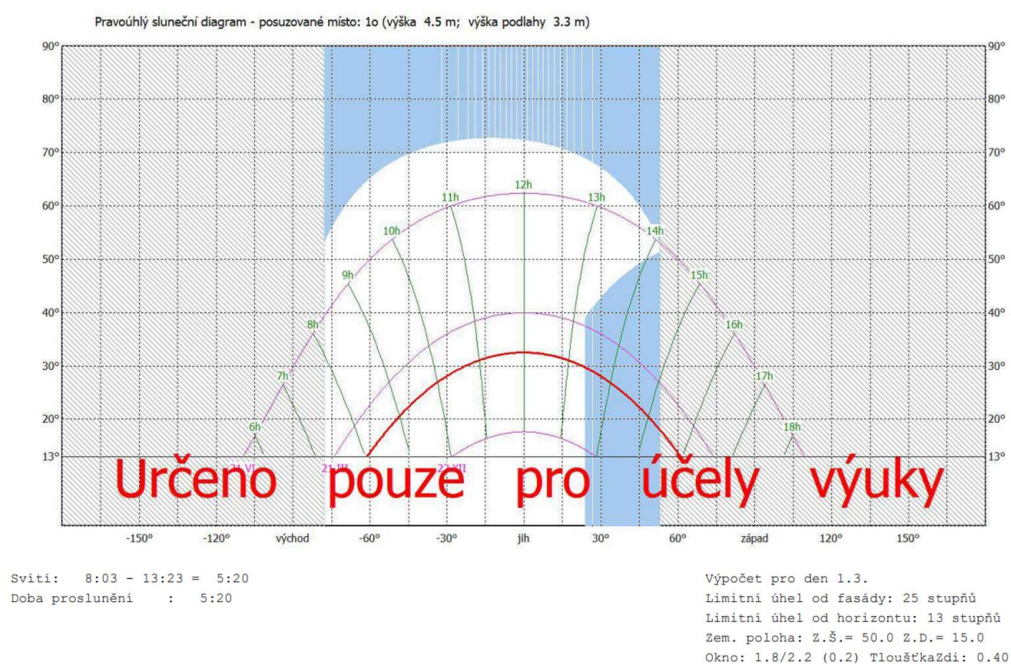 Pravoúhlý sluneční diagram - posuzované místo: 1o (výška 4.5 m; výška podlahy 3.3 m)
90° 90°
80° 80°
70° 70°
12h
60° 11h 13h 60°
10h 14h
50° 50°
9h 15h
40° 40°
8h 16h
30° 30°
7h 17h
20° 20°
6h 18h
13° 13°
21.VI 21.III 22.XII
Určeno pouze pro účely výuky
-150° -120° východ -60° -30° jih 30° 60° západ 120° 150°
Svítí: 8:03 - 13:23 = 5:20
Doba proslunění : 5:20
Výpočet pro den 1.3.
Limitní úhel od fasády: 25 stupňů
Limitní úhel od horizontu: 13 stupňů
Zem. poloha: Z.Š.= 50.0 Z.D.= 15.0
Okno: 1.8/2.2 (0.2) TloušťkaZdi: 0.40